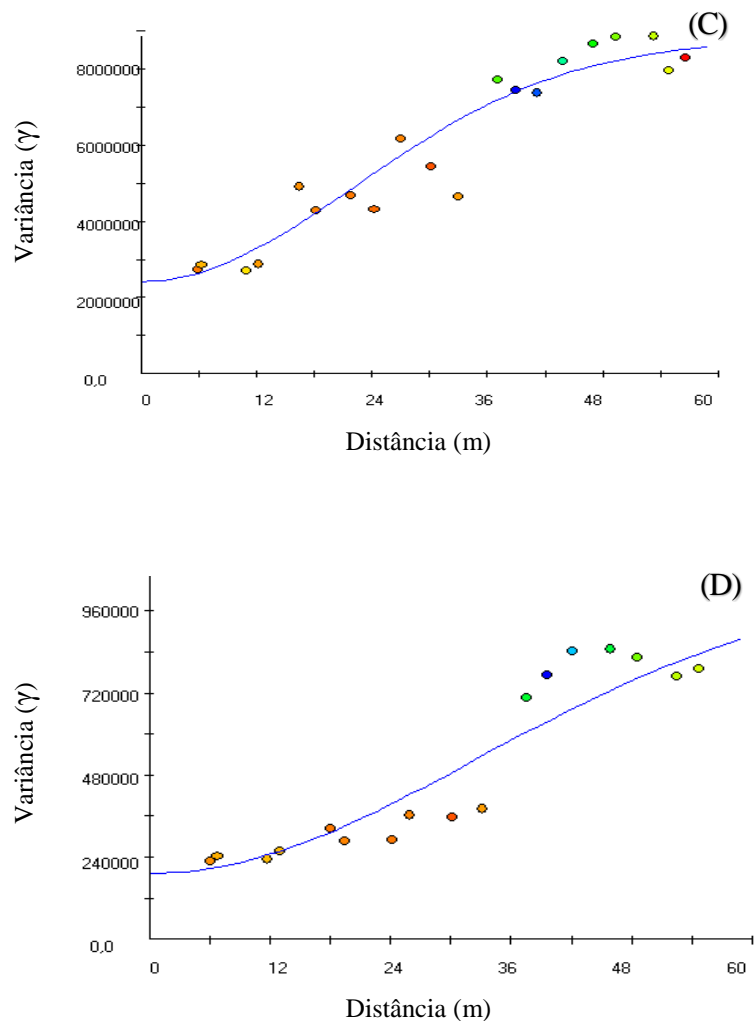 (C)
8000000
6000000
4000000
2000000
0,0
Variância (γ)
0 12 24 36 48 60
Distância (m)
(D)
960000
720000
480000
240000
0,0
Variância (γ)
0 12 24 36 48 60
Distância (m)